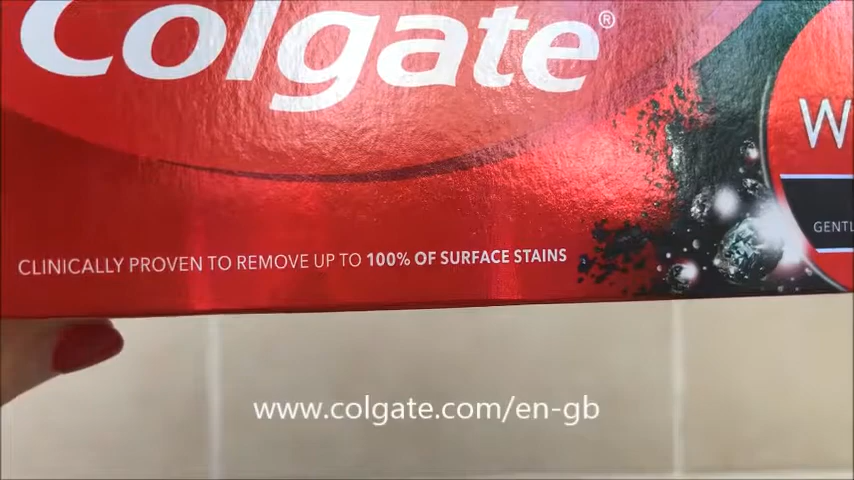 Colgate®
W
GENTL
CLINICALLY PROVEN TO REMOVE UP TO 100% OF SURFACE STAINS
www.colgate.com/en-gb